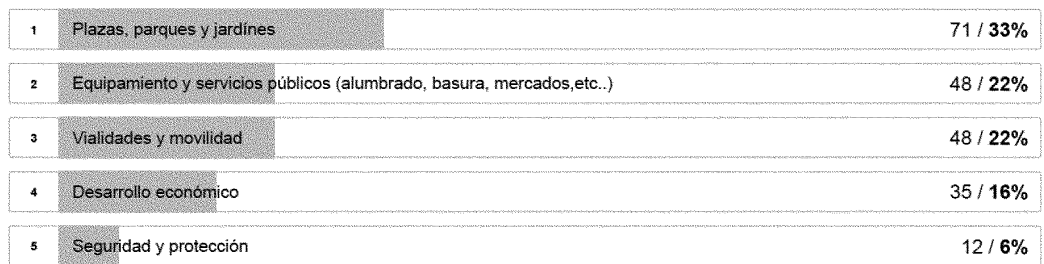 1 Plazas, parques y jardínes 71 / 33%
2 Equipamiento y servicios públicos (alumbrado, basura, mercados,etc..) 48 / 22%
3 Vialidades y movilidad 48 / 22%
4 Desarrollo económico 35 / 16%
5 Seguridad y protección 12 / 6%